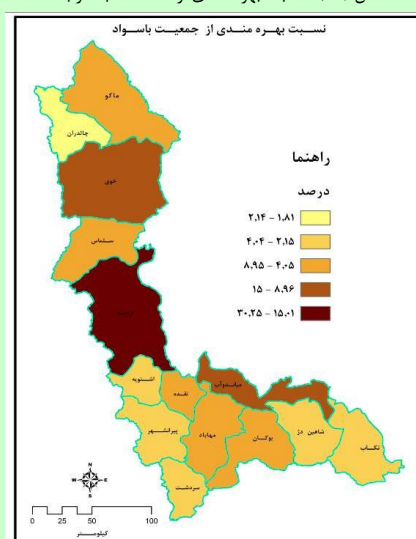 نسبت بهره مندی از جمعیت باسواد
ماکو
چالدران
خوی
راهنما
درصد
۲،۱۴ - ۱،۸۱
۴،۰۴ - ۲،۱۵
۸،۹۵ - ۴،۰۵
۱۵ - ۸،۹۶
۳۰،۲۵ - ۱۵،۰۱
سلماس
اشنویه
نقده
میاندوآب
پیرانشهر
مهاباد
بوکان
شاهین دژ
تکاب
سردشت
N
W E
S
0 25 50 100
کیلومتر